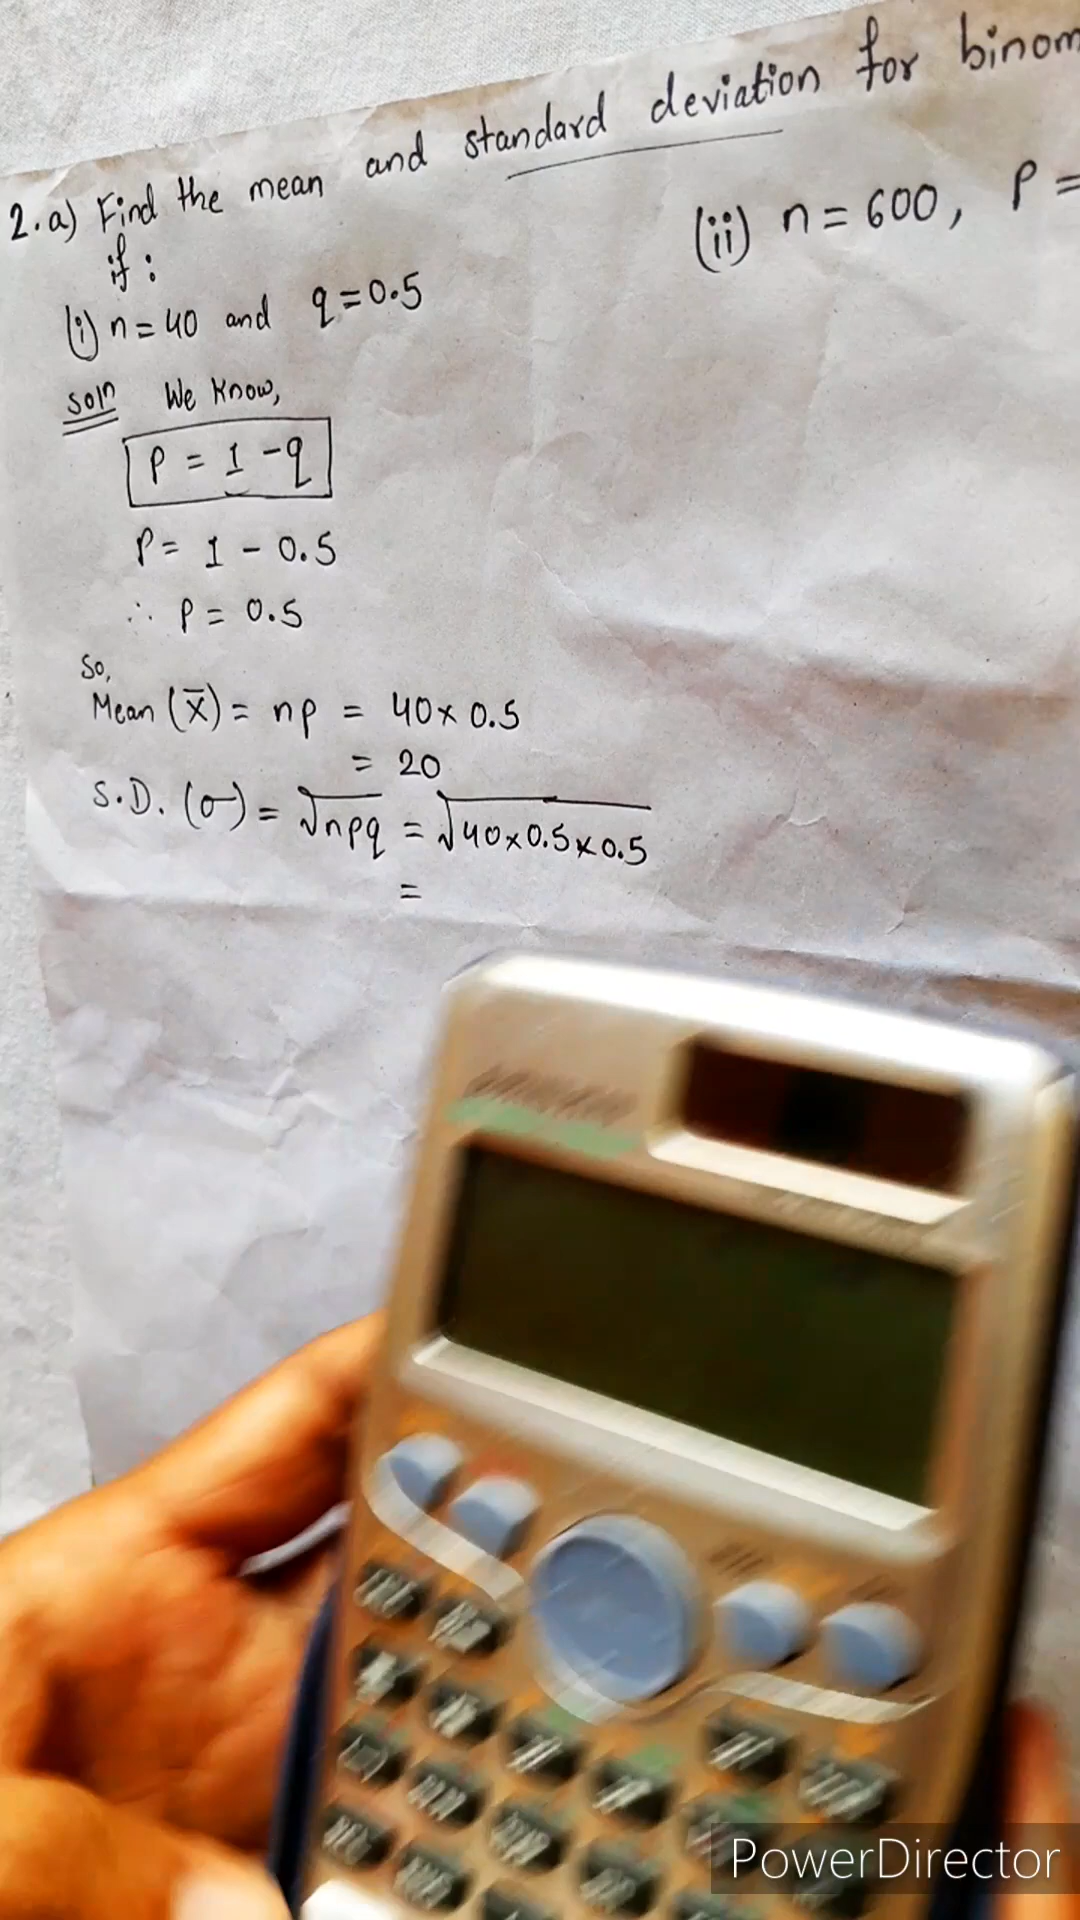 2.a) Find the mean and standard deviation for binom
if :
(i) n = 40 and q = 0.5
(ii) n = 600, P =
Soln We Know,
P = 1 - q
P = 1 - 0.5
∴ P = 0.5
So,
Mean (x̄) = np = 40 × 0.5
= 20
S.D. (σ) = √npq = √40×0.5×0.5
=
PowerDirector